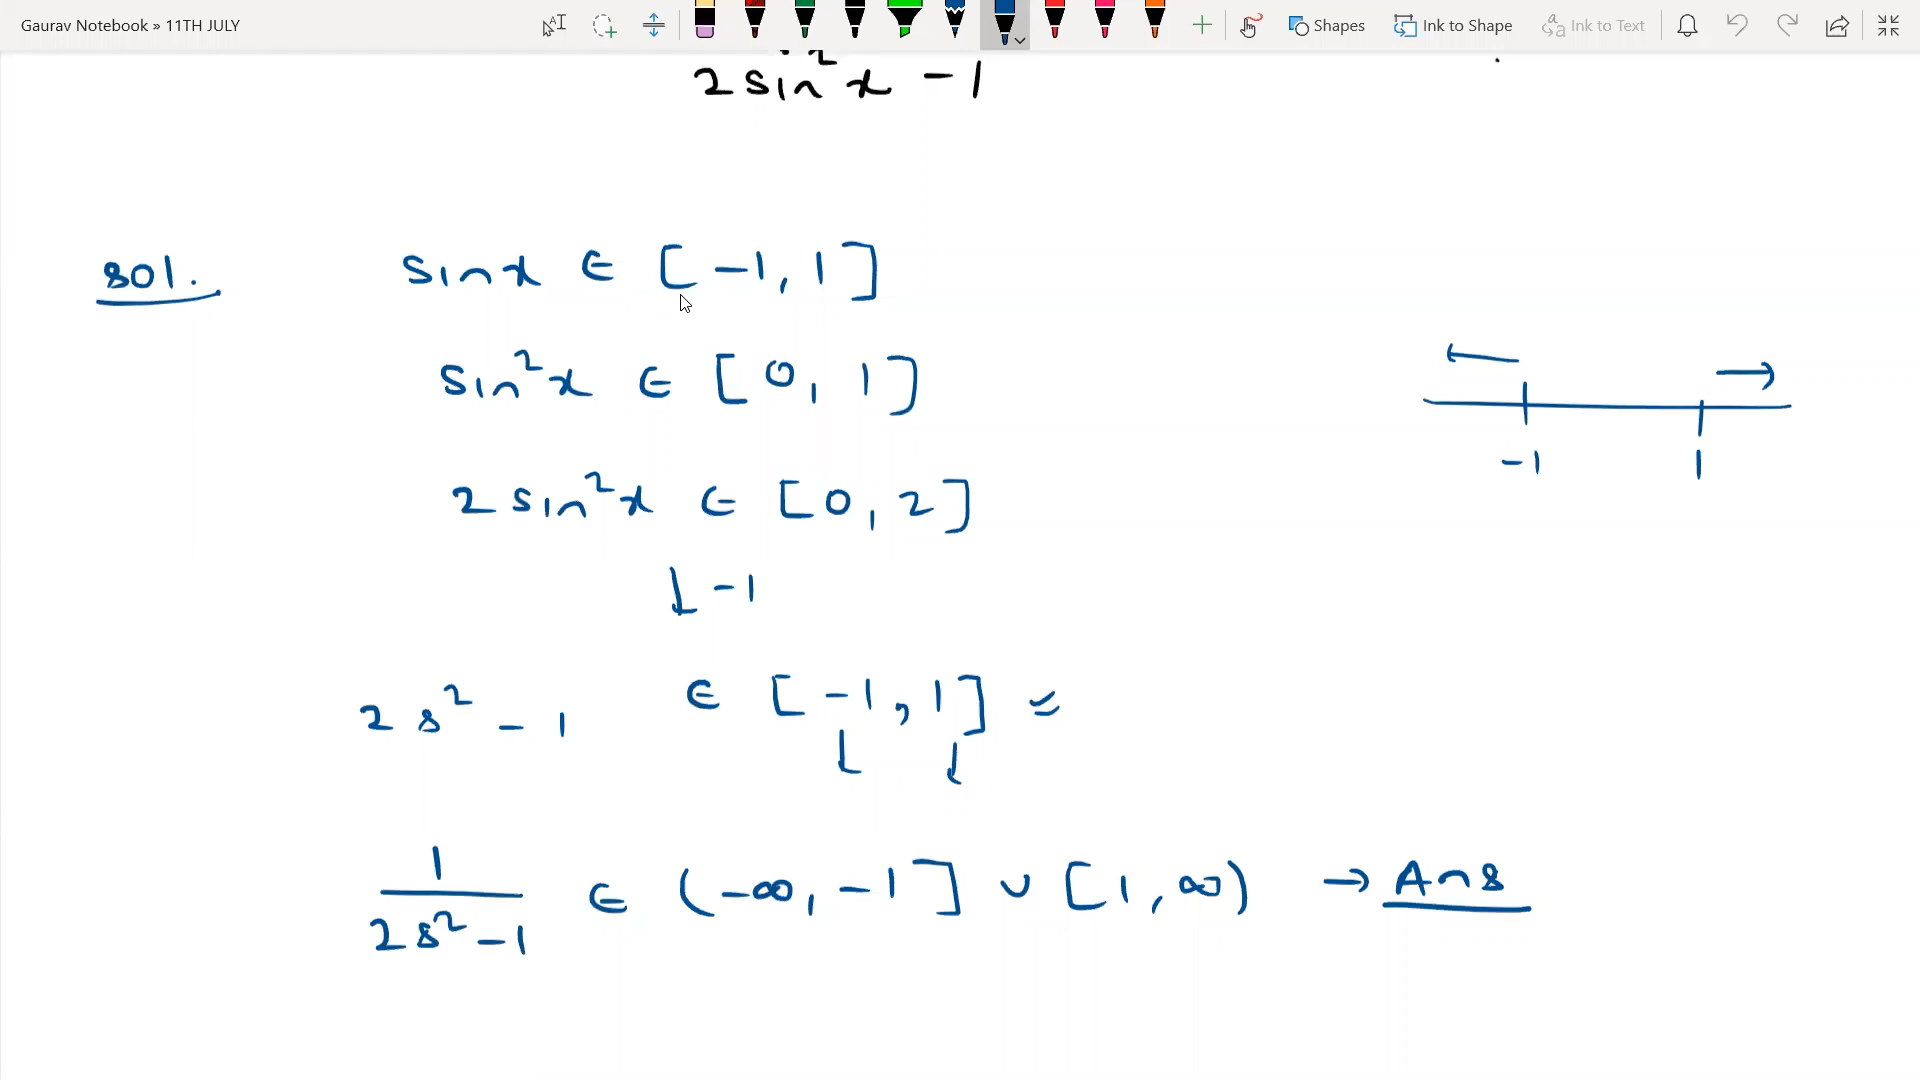 Gaurav Notebook » 11TH JULY
Shapes
Ink to Shape
Ink to Text
2sin²x - 1
sol. sinx ∈ [-1, 1]
sin²x ∈ [0, 1]
2sin²x ∈ [0, 2]
-1 1
↓ -1
2s² - 1 ∈ [-1, 1]
1/(2s² - 1) ∈ (-∞, -1] ∪ [1, ∞) → Ans